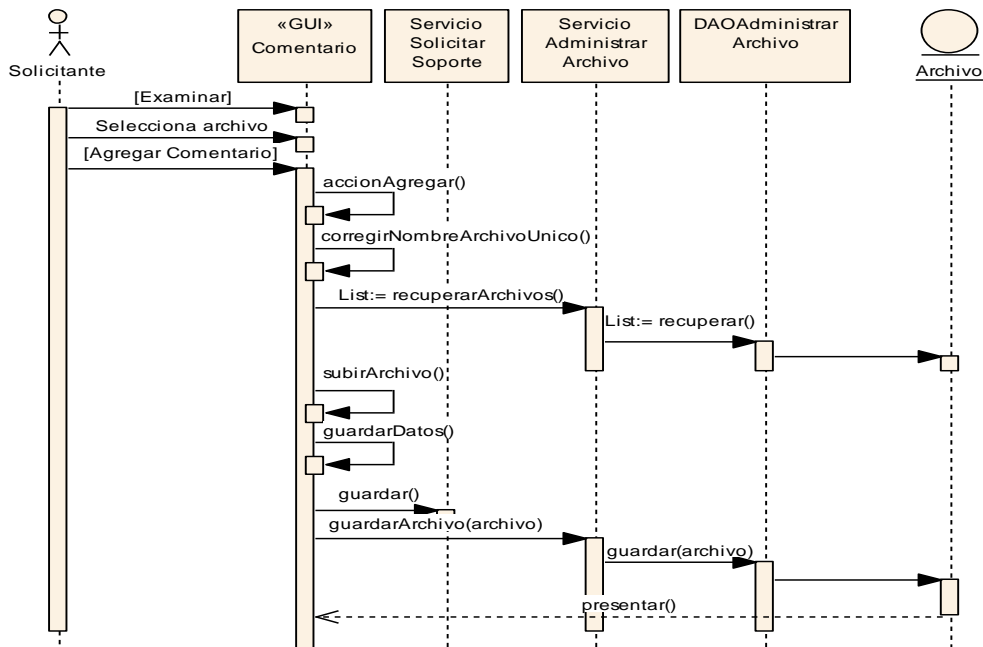 «GUI»
Comentario
Servicio
Solicitar
Soporte
Servicio
Administrar
Archivo
DAOAdministrar
Archivo
Solicitante
Archivo
[Examinar]
Selecciona archivo
[Agregar Comentario]
accionAgregar()
corregirNombreArchivoUnico()
List:= recuperarArchivos()
List:= recuperar()
subirArchivo()
guardarDatos()
guardar()
guardarArchivo(archivo)
guardar(archivo)
presentar()